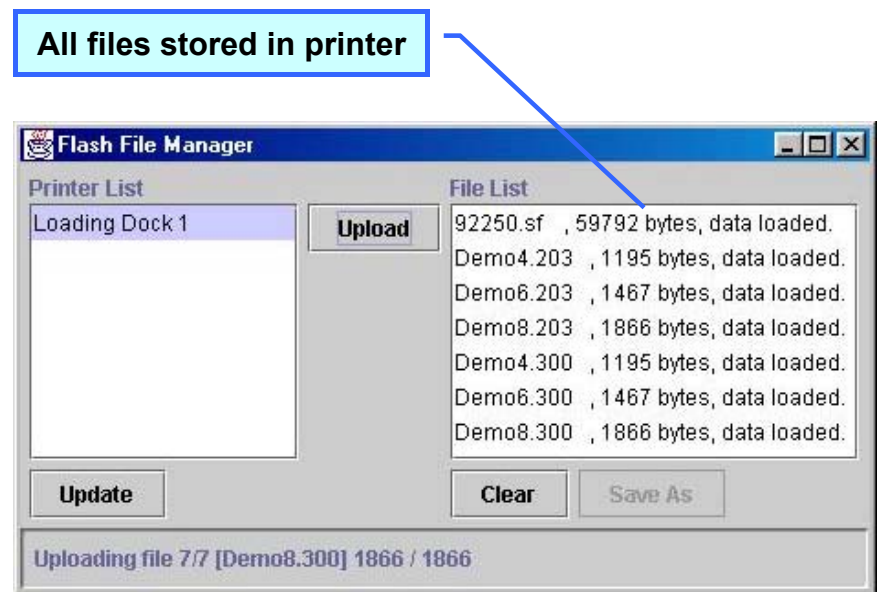 All files stored in printer
Flash File Manager
Printer List
File List
Loading Dock 1
Upload
92250.sf , 59792 bytes, data loaded.
Demo4.203 , 1195 bytes, data loaded.
Demo6.203 , 1467 bytes, data loaded.
Demo8.203 , 1866 bytes, data loaded.
Demo4.300 , 1195 bytes, data loaded.
Demo6.300 , 1467 bytes, data loaded.
Demo8.300 , 1866 bytes, data loaded.
Update
Clear
Save As
Uploading file 7/7 [Demo8.300] 1866 / 1866